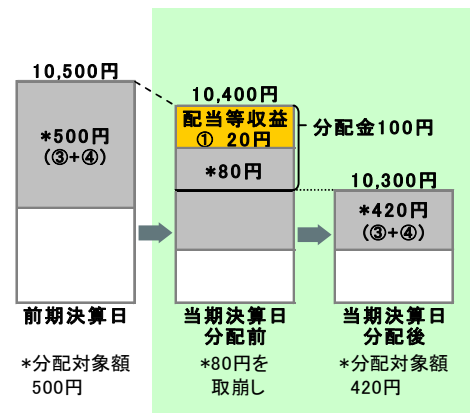 10,500円
*500円
(③+④)
前期決算日
*分配対象額
500円
10,400円
配当等収益
① 20円
*80円
分配金100円
当期決算日
分配前
*80円を
取崩し
10,300円
*420円
(③+④)
当期決算日
分配後
*分配対象額
420円